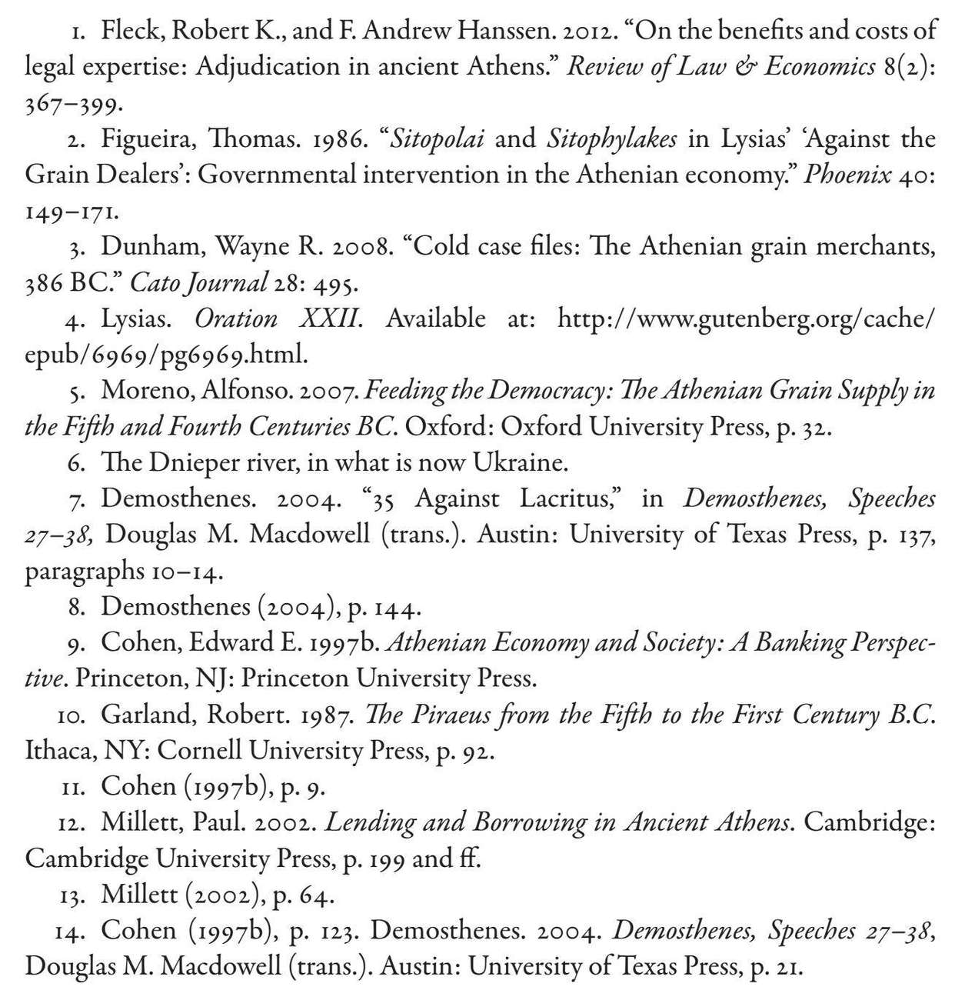 1. Fleck, Robert K., and F. Andrew Hanssen. 2012. “On the benefits and costs of
legal expertise: Adjudication in ancient Athens.” Review of Law & Economics 8(2):
367–399.
2. Figueira, Thomas. 1986. “Sitopolai and Sitophylakes in Lysias’ ‘Against the
Grain Dealers’: Governmental intervention in the Athenian economy.” Phoenix 40:
149–171.
3. Dunham, Wayne R. 2008. “Cold case files: The Athenian grain merchants,
386 BC.” Cato Journal 28: 495.
4. Lysias. Oration XXII. Available at: http://www.gutenberg.org/cache/
epub/6969/pg6969.html.
5. Moreno, Alfonso. 2007. Feeding the Democracy: The Athenian Grain Supply in
the Fifth and Fourth Centuries BC. Oxford: Oxford University Press, p. 32.
6. The Dnieper river, in what is now Ukraine.
7. Demosthenes. 2004. “35 Against Lacritus,” in Demosthenes, Speeches
27–38, Douglas M. Macdowell (trans.). Austin: University of Texas Press, p. 137,
paragraphs 10–14.
8. Demosthenes (2004), p. 144.
9. Cohen, Edward E. 1997b. Athenian Economy and Society: A Banking Perspec-
tive. Princeton, NJ: Princeton University Press.
10. Garland, Robert. 1987. The Piraeus from the Fifth to the First Century B.C.
Ithaca, NY: Cornell University Press, p. 92.
11. Cohen (1997b), p. 9.
12. Millett, Paul. 2002. Lending and Borrowing in Ancient Athens. Cambridge:
Cambridge University Press, p. 199 and ff.
13. Millett (2002), p. 64.
14. Cohen (1997b), p. 123. Demosthenes. 2004. Demosthenes, Speeches 27–38,
Douglas M. Macdowell (trans.). Austin: University of Texas Press, p. 21.